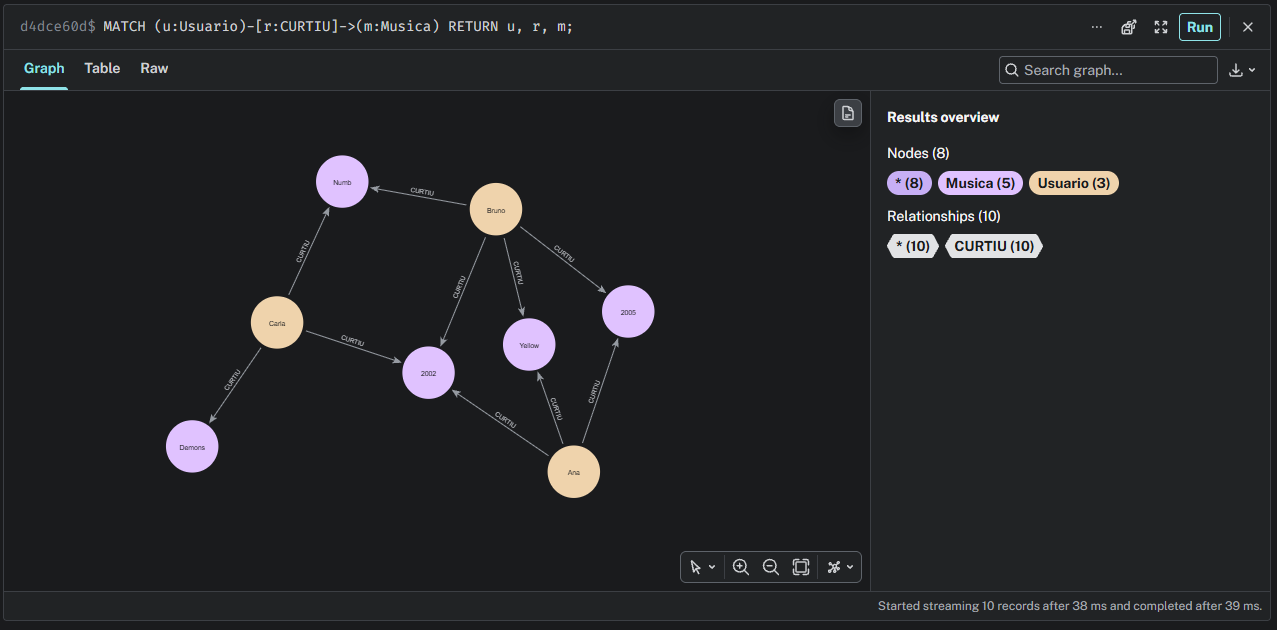 d4dce60d$ MATCH (u:Usuario)-[r:CURTIU]->(m:Musica) RETURN u, r, m;
Run
Graph Table Raw
Search graph...
Results overview
Nodes (8)
* (8) Musica (5) Usuario (3)
Relationships (10)
* (10) CURTIU (10)
Numb
CURTIU
Bruno
CURTIU
CURTIU
CURTIU
CURTIU
2005
Carla
CURTIU
Yellow
2002
CURTIU
CURTIU
CURTIU
CURTIU
Demons
Ana
Started streaming 10 records after 38 ms and completed after 39 ms.